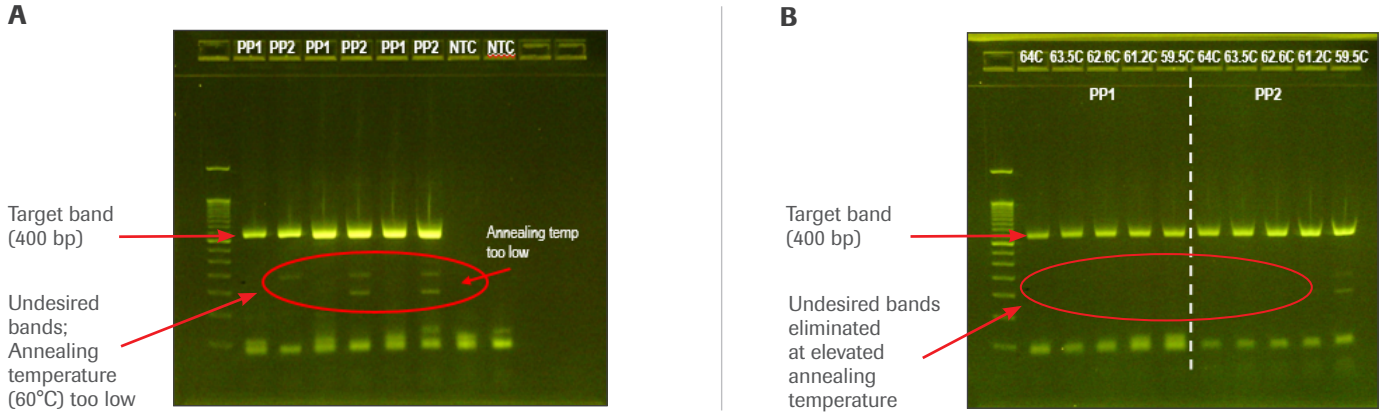 A
PP1 PP2 PP1 PP2 PP1 PP2 NTC NTC
Target band
(400 bp)
Annealing temp
too low
Undesired
bands;
Annealing
temperature
(60°C) too low
B
64C 63.5C 62.6C 61.2C 59.5C 64C 63.5C 62.6C 61.2C 59.5C
PP1 PP2
Target band
(400 bp)
Undesired bands
eliminated
at elevated
annealing
temperature